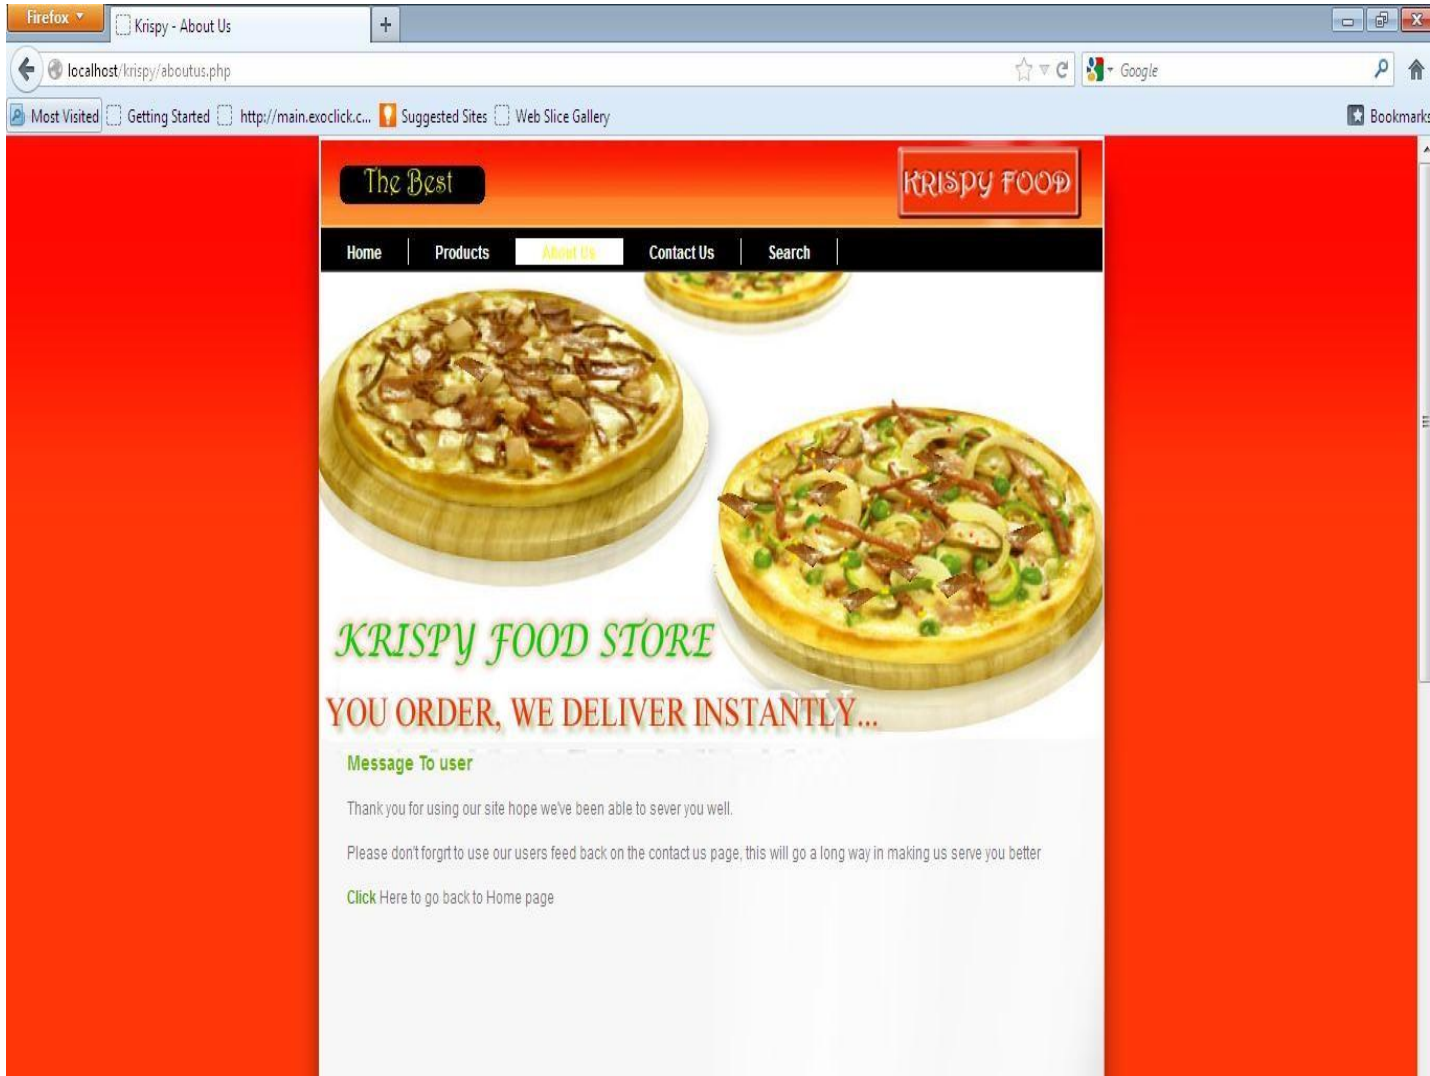 Firefox
Krispy - About Us
localhost/krispy/aboutus.php
Google
Most Visited Getting Started http://main.exoclick.c... Suggested Sites Web Slice Gallery Bookmarks
The Best
KRISPY FOOD
Home Products About Us Contact Us Search
KRISPY FOOD STORE
YOU ORDER, WE DELIVER INSTANTLY...
Message To user
Thank you for using our site hope we've been able to sever you well.
Please don't forgrt to use our users feed back on the contact us page, this will go a long way in making us serve you better
Click Here to go back to Home page